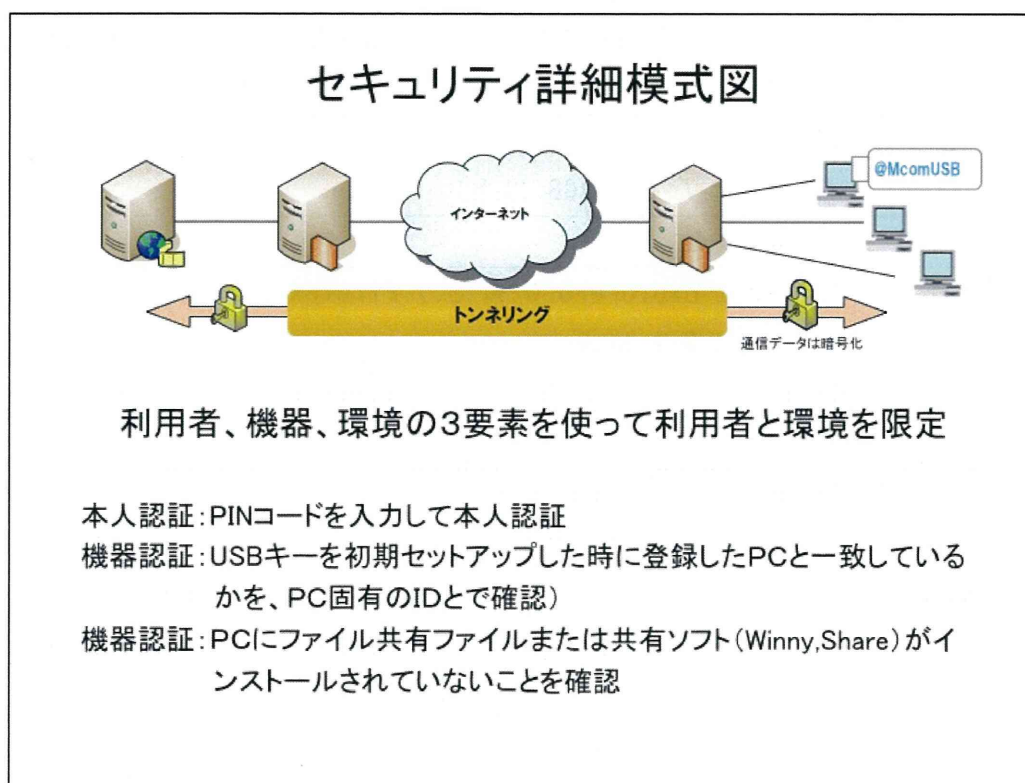 セキュリティ詳細模式図
@McomUSB
インターネット
トンネリング
通信データは暗号化
利用者、機器、環境の3要素を使って利用者と環境を限定
本人認証:PINコードを入力して本人認証
機器認証:USBキーを初期セットアップした時に登録したPCと一致している
かを、PC固有のIDとで確認)
機器認証:PCにファイル共有ファイルまたは共有ソフト(Winny,Share)がイ
ンストールされていないことを確認